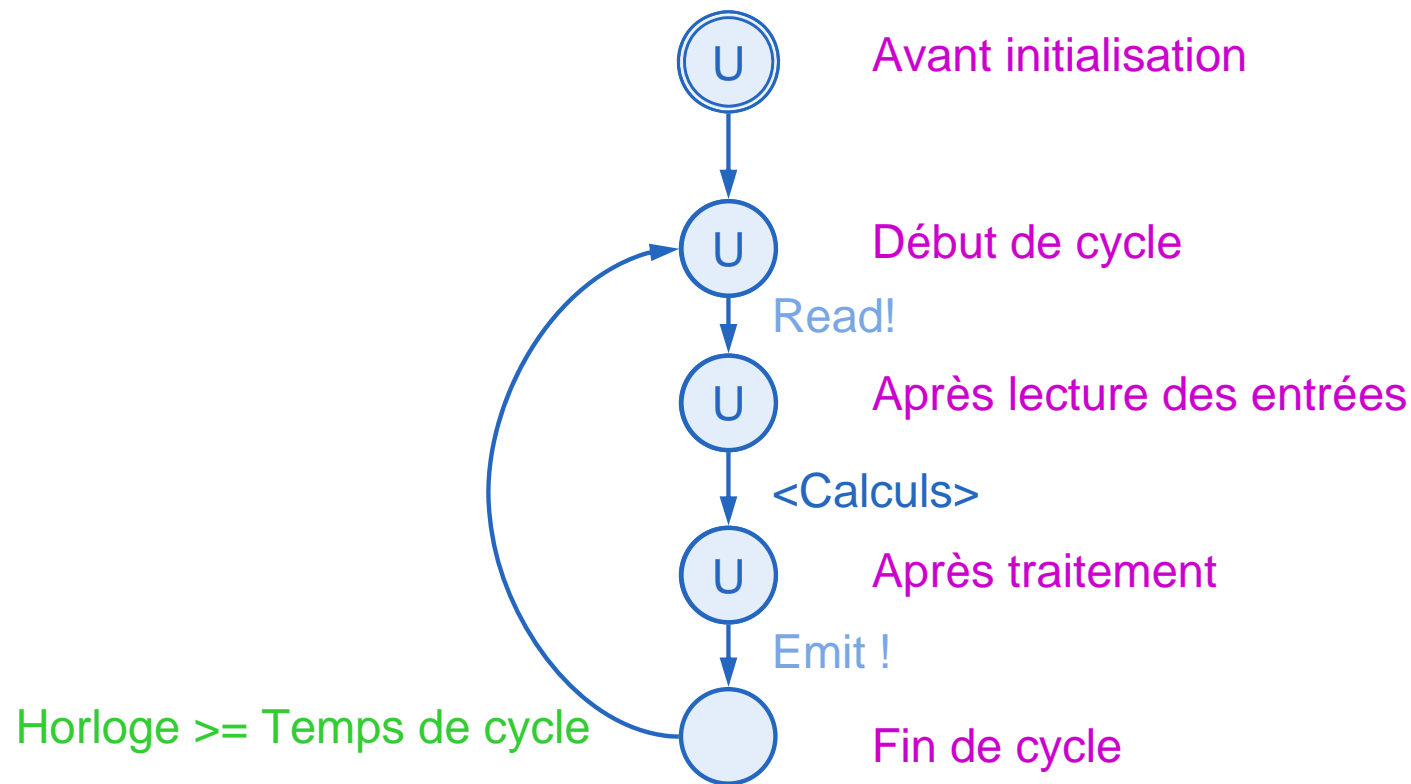 U Avant initialisation
U Début de cycle
Read!
U Après lecture des entrées
<Calculs>
U Après traitement
Emit !
Horloge >= Temps de cycle
Fin de cycle